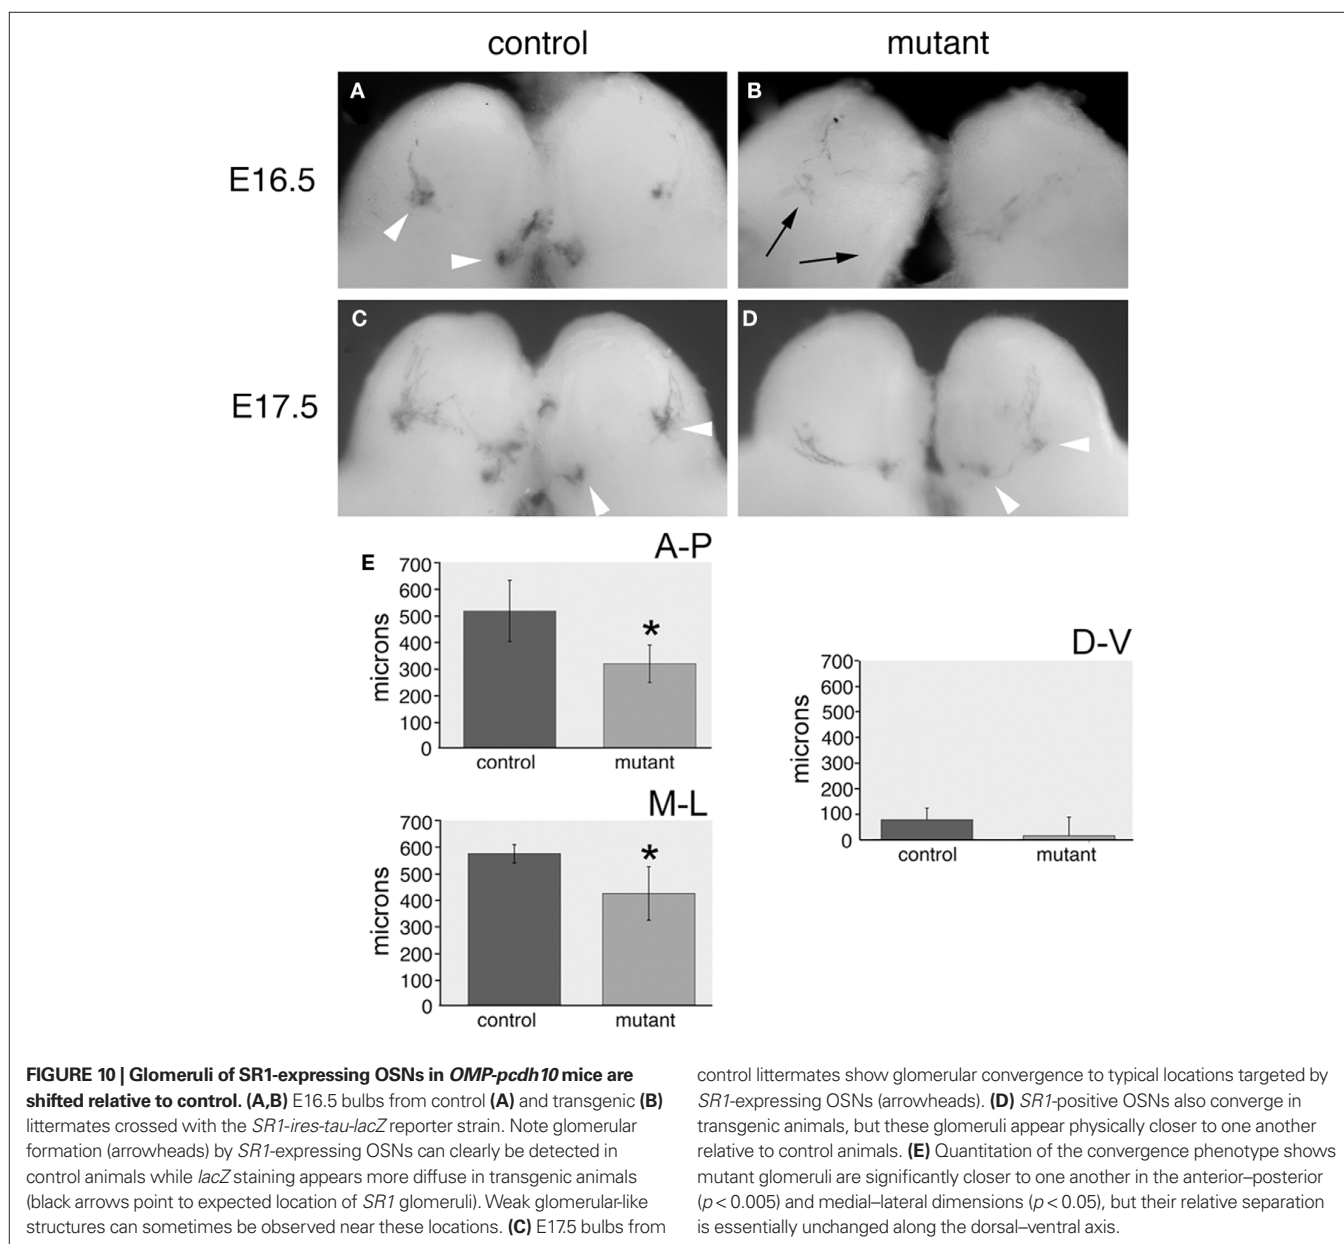 control
mutant
A
B
E16.5
C
D
E17.5
E
A-P
700
600
500
400
300
200
100
0
microns
*
control
mutant
D-V
700
600
500
400
300
200
100
0
microns
control
mutant
M-L
700
600
500
400
300
200
100
0
microns
*
control
mutant
FIGURE 10 | Glomeruli of SR1-expressing OSNs in OMP-pcdh10 mice are
shifted relative to control. (A,B) E16.5 bulbs from control (A) and transgenic (B)
littermates crossed with the SR1-ires-tau-lacZ reporter strain. Note glomerular
formation (arrowheads) by SR1-expressing OSNs can clearly be detected in
control animals while lacZ staining appears more diffuse in transgenic animals
(black arrows point to expected location of SR1 glomeruli). Weak glomerular-like
structures can sometimes be observed near these locations. (C) E17.5 bulbs from
control littermates show glomerular convergence to typical locations targeted by
SR1-expressing OSNs (arrowheads). (D) SR1-positive OSNs also converge in
transgenic animals, but these glomeruli appear physically closer to one another
relative to control animals. (E) Quantitation of the convergence phenotype shows
mutant glomeruli are significantly closer to one another in the anterior–posterior
(p < 0.005) and medial–lateral dimensions (p < 0.05), but their relative separation
is essentially unchanged along the dorsal–ventral axis.